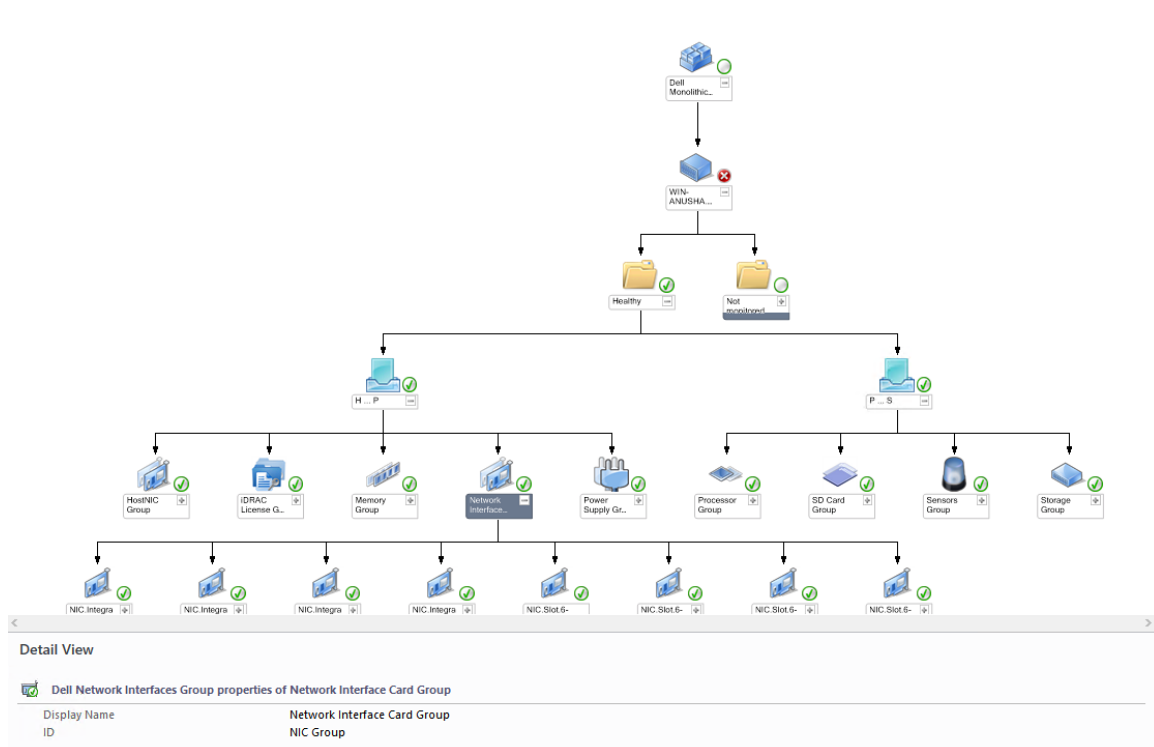 Dell
Monolithic...
WIN-
ANUSHA...
Healthy
Not
monitored
H ... P
P ... S
HostNIC
Group
iDRAC
License G...
Memory
Group
Network
Interface...
Power
Supply Gr...
Processor
Group
SD Card
Group
Sensors
Group
Storage
Group
NIC.Integra
NIC.Integra
NIC.Integra
NIC.Integra
NIC.Slot.6-
NIC.Slot.6-
NIC.Slot.6-
NIC.Slot.6-
Detail View
Dell Network Interfaces Group properties of Network Interface Card Group
Display Name Network Interface Card Group
ID NIC Group